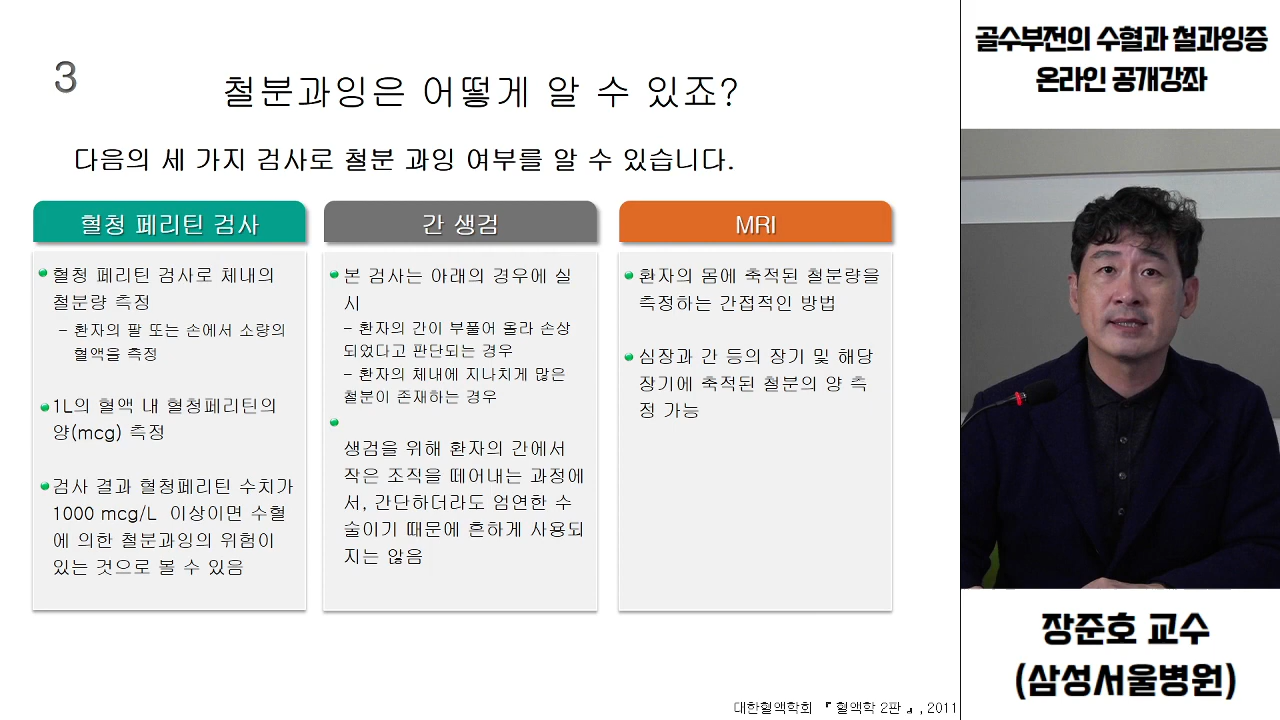 3
철분과잉은 어떻게 알 수 있죠?
다음의 세 가지 검사로 철분 과잉 여부를 알 수 있습니다.
혈청 페리틴 검사
혈청 페리틴 검사로 체내의
철분량 측정
– 환자의 팔 또는 손에서 소량의
혈액을 측정
1L의 혈액 내 혈청페리틴의
양(mcg) 측정
검사 결과 혈청페리틴 수치가
1000 mcg/L 이상이면 수혈
에 의한 철분과잉의 위험이
있는 것으로 볼 수 있음
간 생검
본 검사는 아래의 경우에 실
시
– 환자의 간이 부풀어 올라 손상
되었다고 판단되는 경우
– 환자의 체내에 지나치게 많은
철분이 존재하는 경우
생검을 위해 환자의 간에서
작은 조직을 떼어내는 과정에
서, 간단하더라도 엄연한 수
술이기 때문에 흔하게 사용되
지는 않음
MRI
환자의 몸에 축적된 철분량을
측정하는 간접적인 방법
심장과 간 등의 장기 및 해당
장기에 축적된 철분의 양 측
정 가능
대한혈액학회 『혈액학 2판』, 2011
골수부전의 수혈과 철과잉증
온라인 공개강좌
장준호 교수
(삼성서울병원)